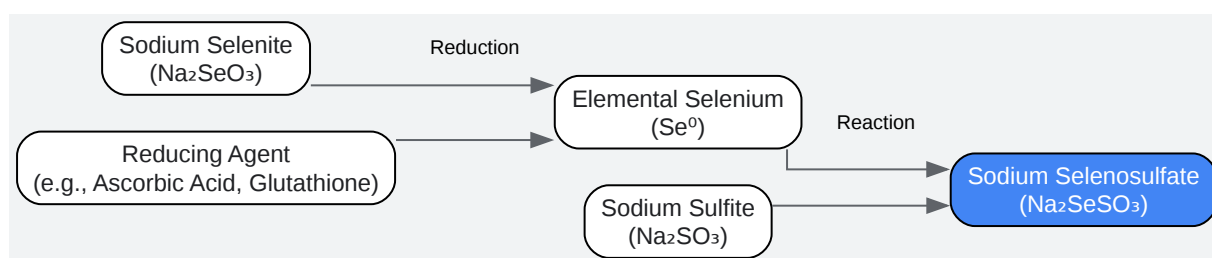 Sodium Selenite
(Na₂SeO₃)
Reduction
Reducing Agent
(e.g., Ascorbic Acid, Glutathione)
Elemental Selenium
(Se⁰)
Reaction
Sodium Sulfite
(Na₂SO₃)
Sodium Selenosulfate
(Na₂SeSO₃)